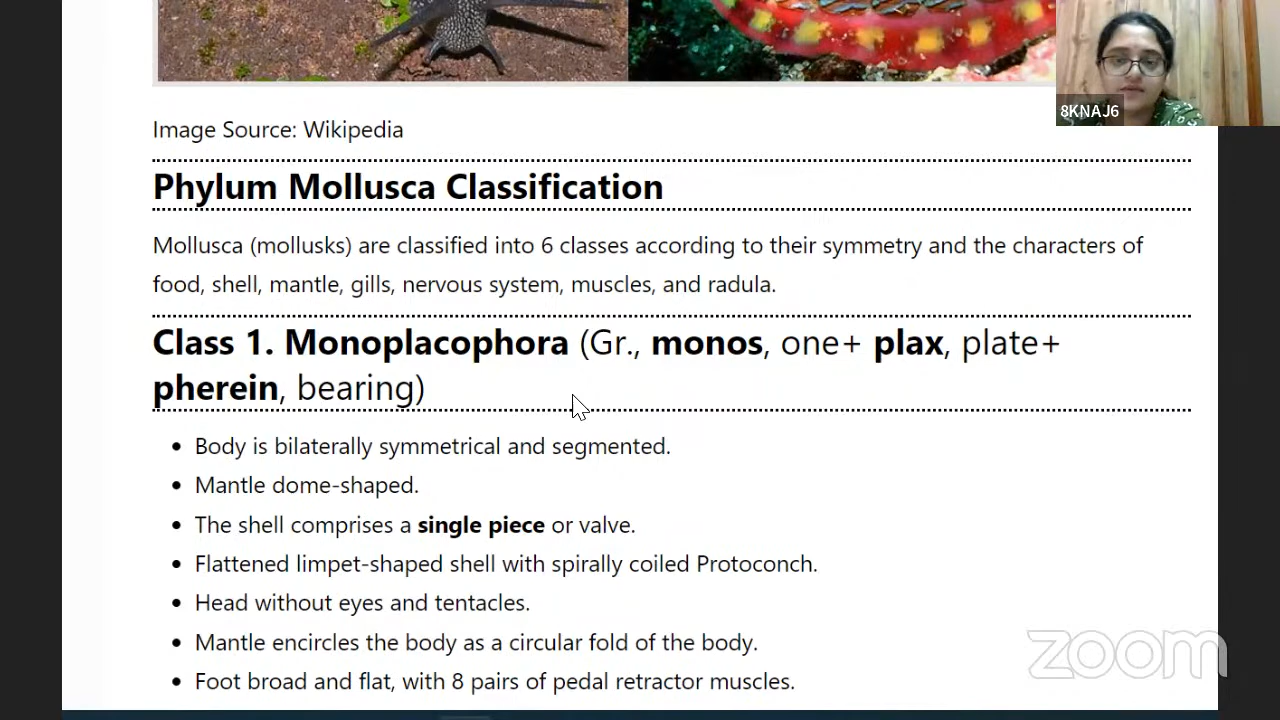 8KNAJ6
Image Source: Wikipedia
Phylum Mollusca Classification
Mollusca (mollusks) are classified into 6 classes according to their symmetry and the characters of
food, shell, mantle, gills, nervous system, muscles, and radula.
Class 1. Monoplacophora (Gr., monos, one+ plax, plate+
pherein, bearing)
• Body is bilaterally symmetrical and segmented.
• Mantle dome-shaped.
• The shell comprises a single piece or valve.
• Flattened limpet-shaped shell with spirally coiled Protoconch.
• Head without eyes and tentacles.
• Mantle encircles the body as a circular fold of the body.
• Foot broad and flat, with 8 pairs of pedal retractor muscles.
zoom